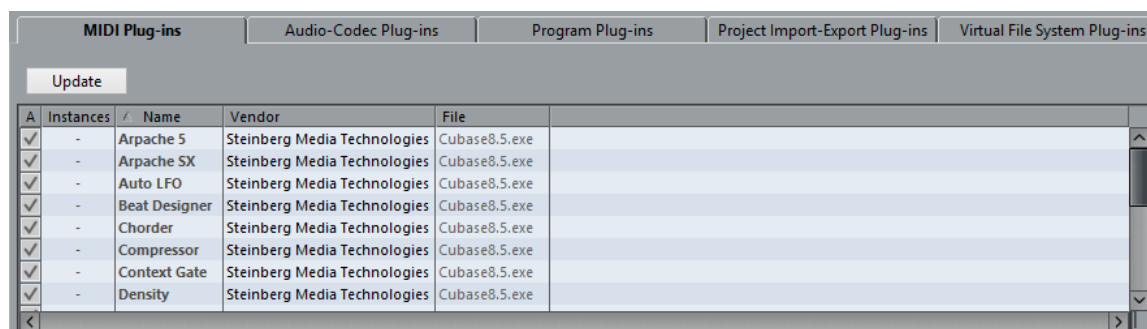 MIDI Plug-ins Audio-Codec Plug-ins Program Plug-ins Project Import-Export Plug-ins Virtual File System Plug-ins
Update
A Instances Name Vendor File
- Arpache 5 Steinberg Media Technologies Cubase8.5.exe
- Arpache SX Steinberg Media Technologies Cubase8.5.exe
- Auto LFO Steinberg Media Technologies Cubase8.5.exe
- Beat Designer Steinberg Media Technologies Cubase8.5.exe
- Chorder Steinberg Media Technologies Cubase8.5.exe
- Compressor Steinberg Media Technologies Cubase8.5.exe
- Context Gate Steinberg Media Technologies Cubase8.5.exe
- Density Steinberg Media Technologies Cubase8.5.exe